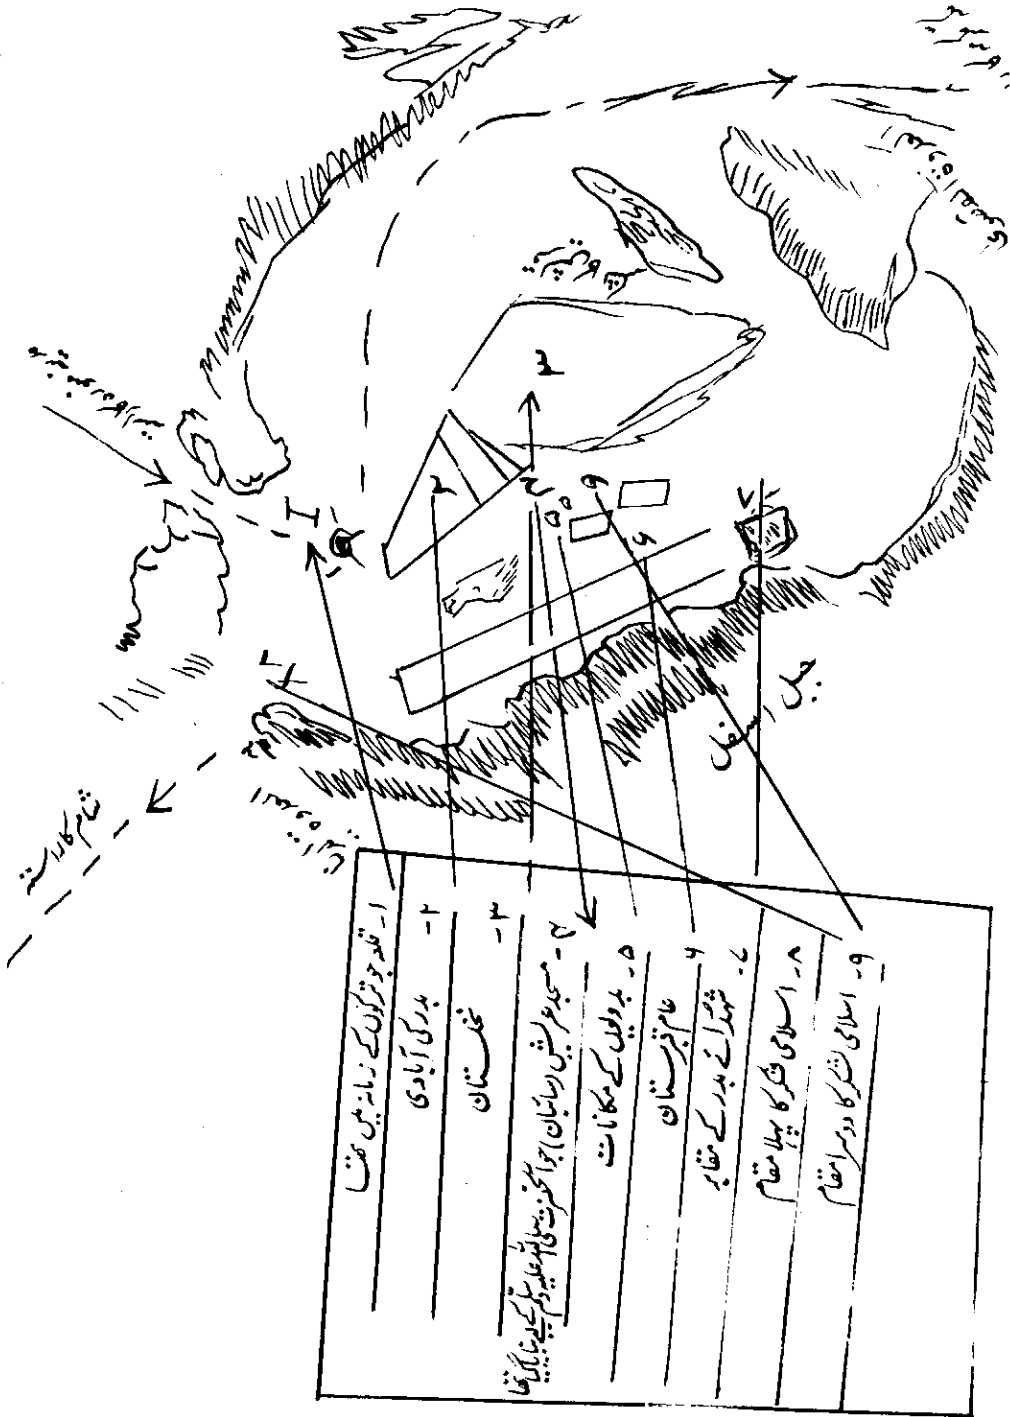 ۱- قلعہ جو ترکوں کے زمانہ میں تھا
۲- بدر کی آبادی
۳- نخلستان
۴- مسجد عریش (سائبان) جو آنحضرت صلی اللہ علیہ وسلم کے لیے بنایا گیا تھا
۵- بدویوں کے مکانات
۶ عام قبرستان
۷- شہدائے بدر کے مقابر
۸- اسلامی لشکر کا پہلا مقام
۹- اسلامی لشکر کا دوسرا مقام
شام کا راستہ
جبل اسفل
العدوۃ
العدوۃ القصویٰ